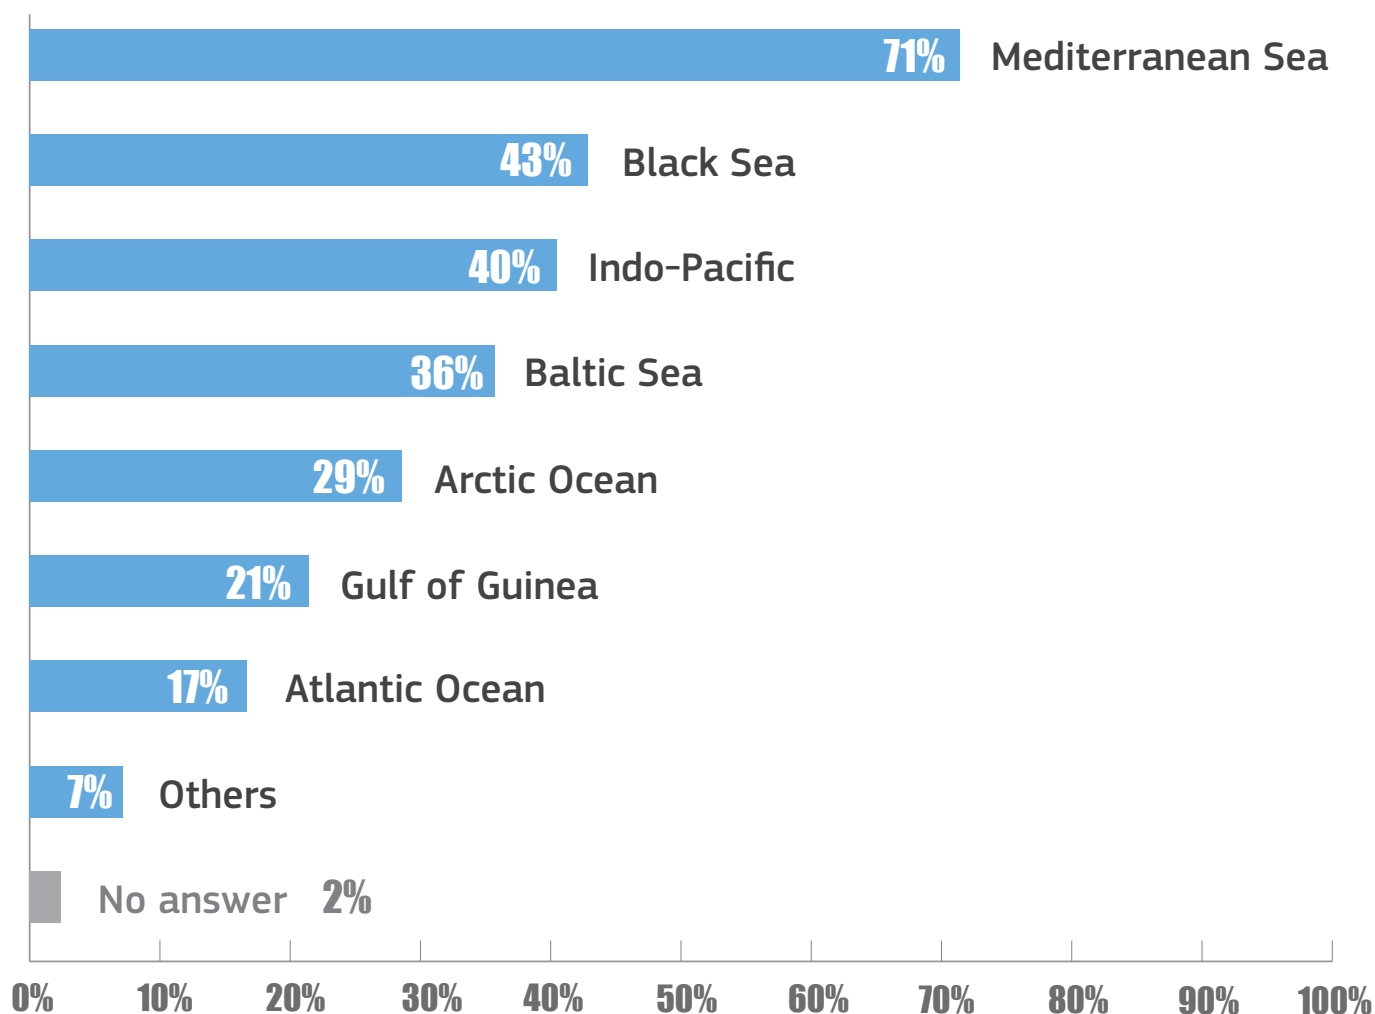 71% Mediterranean Sea
43% Black Sea
40% Indo-Pacific
36% Baltic Sea
29% Arctic Ocean
21% Gulf of Guinea
17% Atlantic Ocean
7% Others
No answer 2%
0% 10% 20% 30% 40% 50% 60% 70% 80% 90% 100%